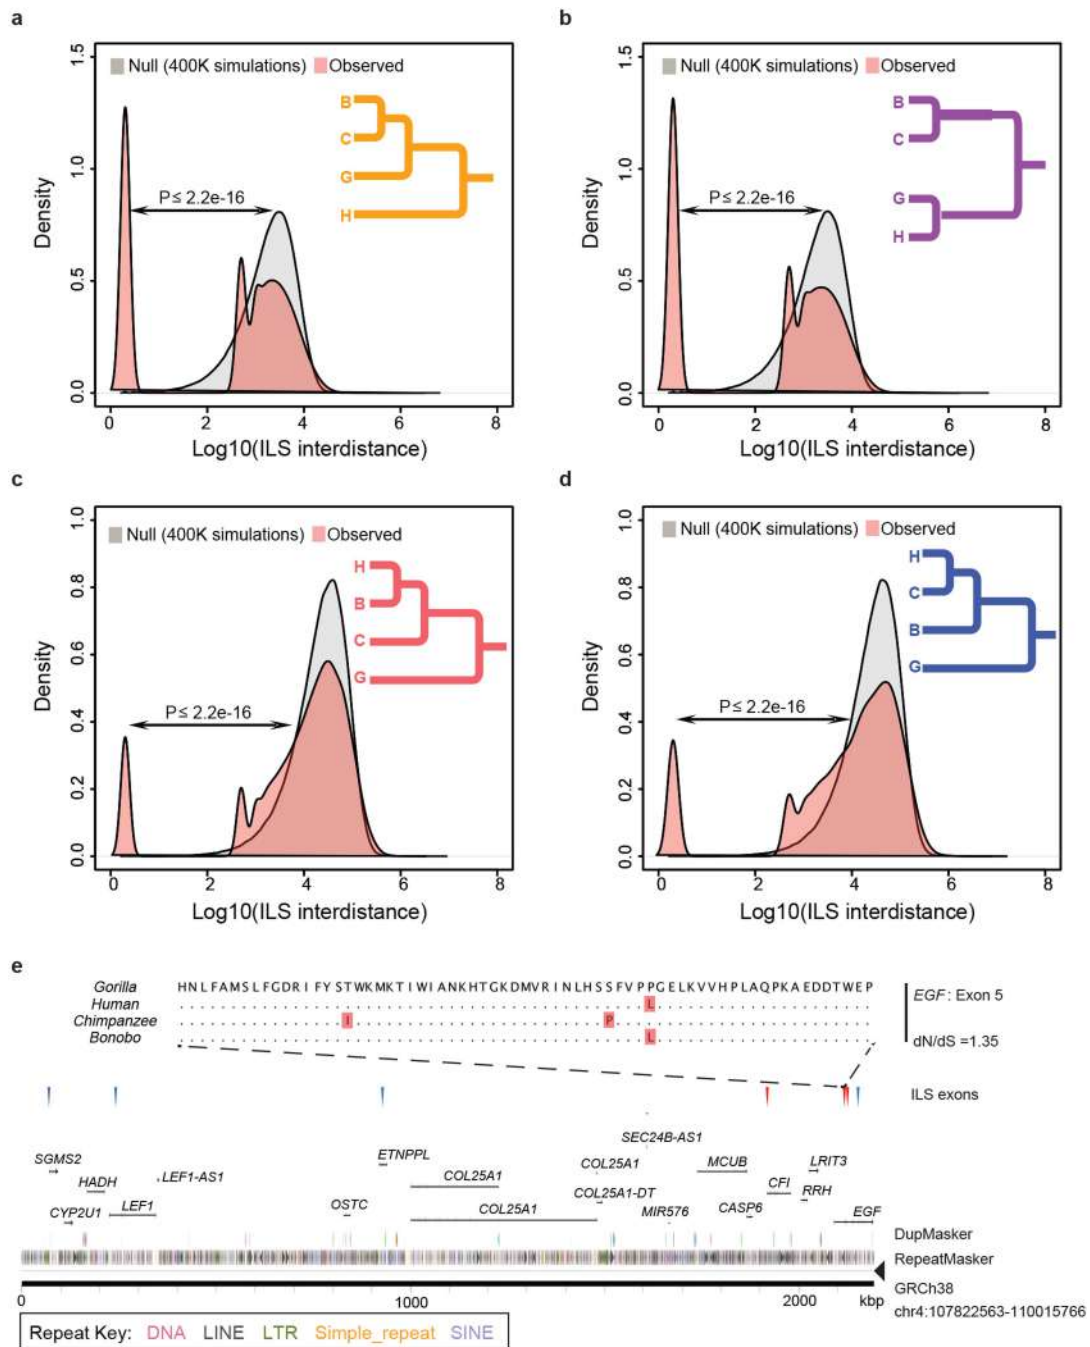 a
1.5
1.0
0.5
0.0
Density
Null (400K simulations) Observed
P≤ 2.2e-16
B
C
G
H
0 2 4 6 8
Log10(ILS interdistance)
b
1.5
1.0
0.5
0.0
Density
Null (400K simulations) Observed
P≤ 2.2e-16
B
C
G
H
0 2 4 6 8
Log10(ILS interdistance)
c
1.0
0.8
0.6
0.4
0.2
0.0
Density
Null (400K simulations) Observed
P≤ 2.2e-16
H
B
C
G
0 2 4 6 8
Log10(ILS interdistance)
d
1.0
0.8
0.6
0.4
0.2
0.0
Density
Null (400K simulations) Observed
P≤ 2.2e-16
H
C
B
G
0 2 4 6 8
Log10(ILS interdistance)
e
Gorilla HNLFAMSLFGDRIFYSTWKMKTIWIANKHTGKDMVRINLHSSFVPPGELKVVHPLAQPKAEDDTWEP
Human L
Chimpanzee I P
Bonobo L
EGF: Exon 5
dN/dS =1.35
ILS exons
SEC24B-AS1
SGMS2 ETNPPL COL25A1 MCUB LRIT3
HADH LEF1-AS1 COL25A1 CFI
CYP2U1 LEF1 OSTC COL25A1 COL25A1-DT MIR576 CASP6 RRH EGF
DupMasker
RepeatMasker
GRCh38
0 1000 2000 kbp
chr4:107822563-110015766
Repeat Key: DNA LINE LTR Simple_repeat SINE